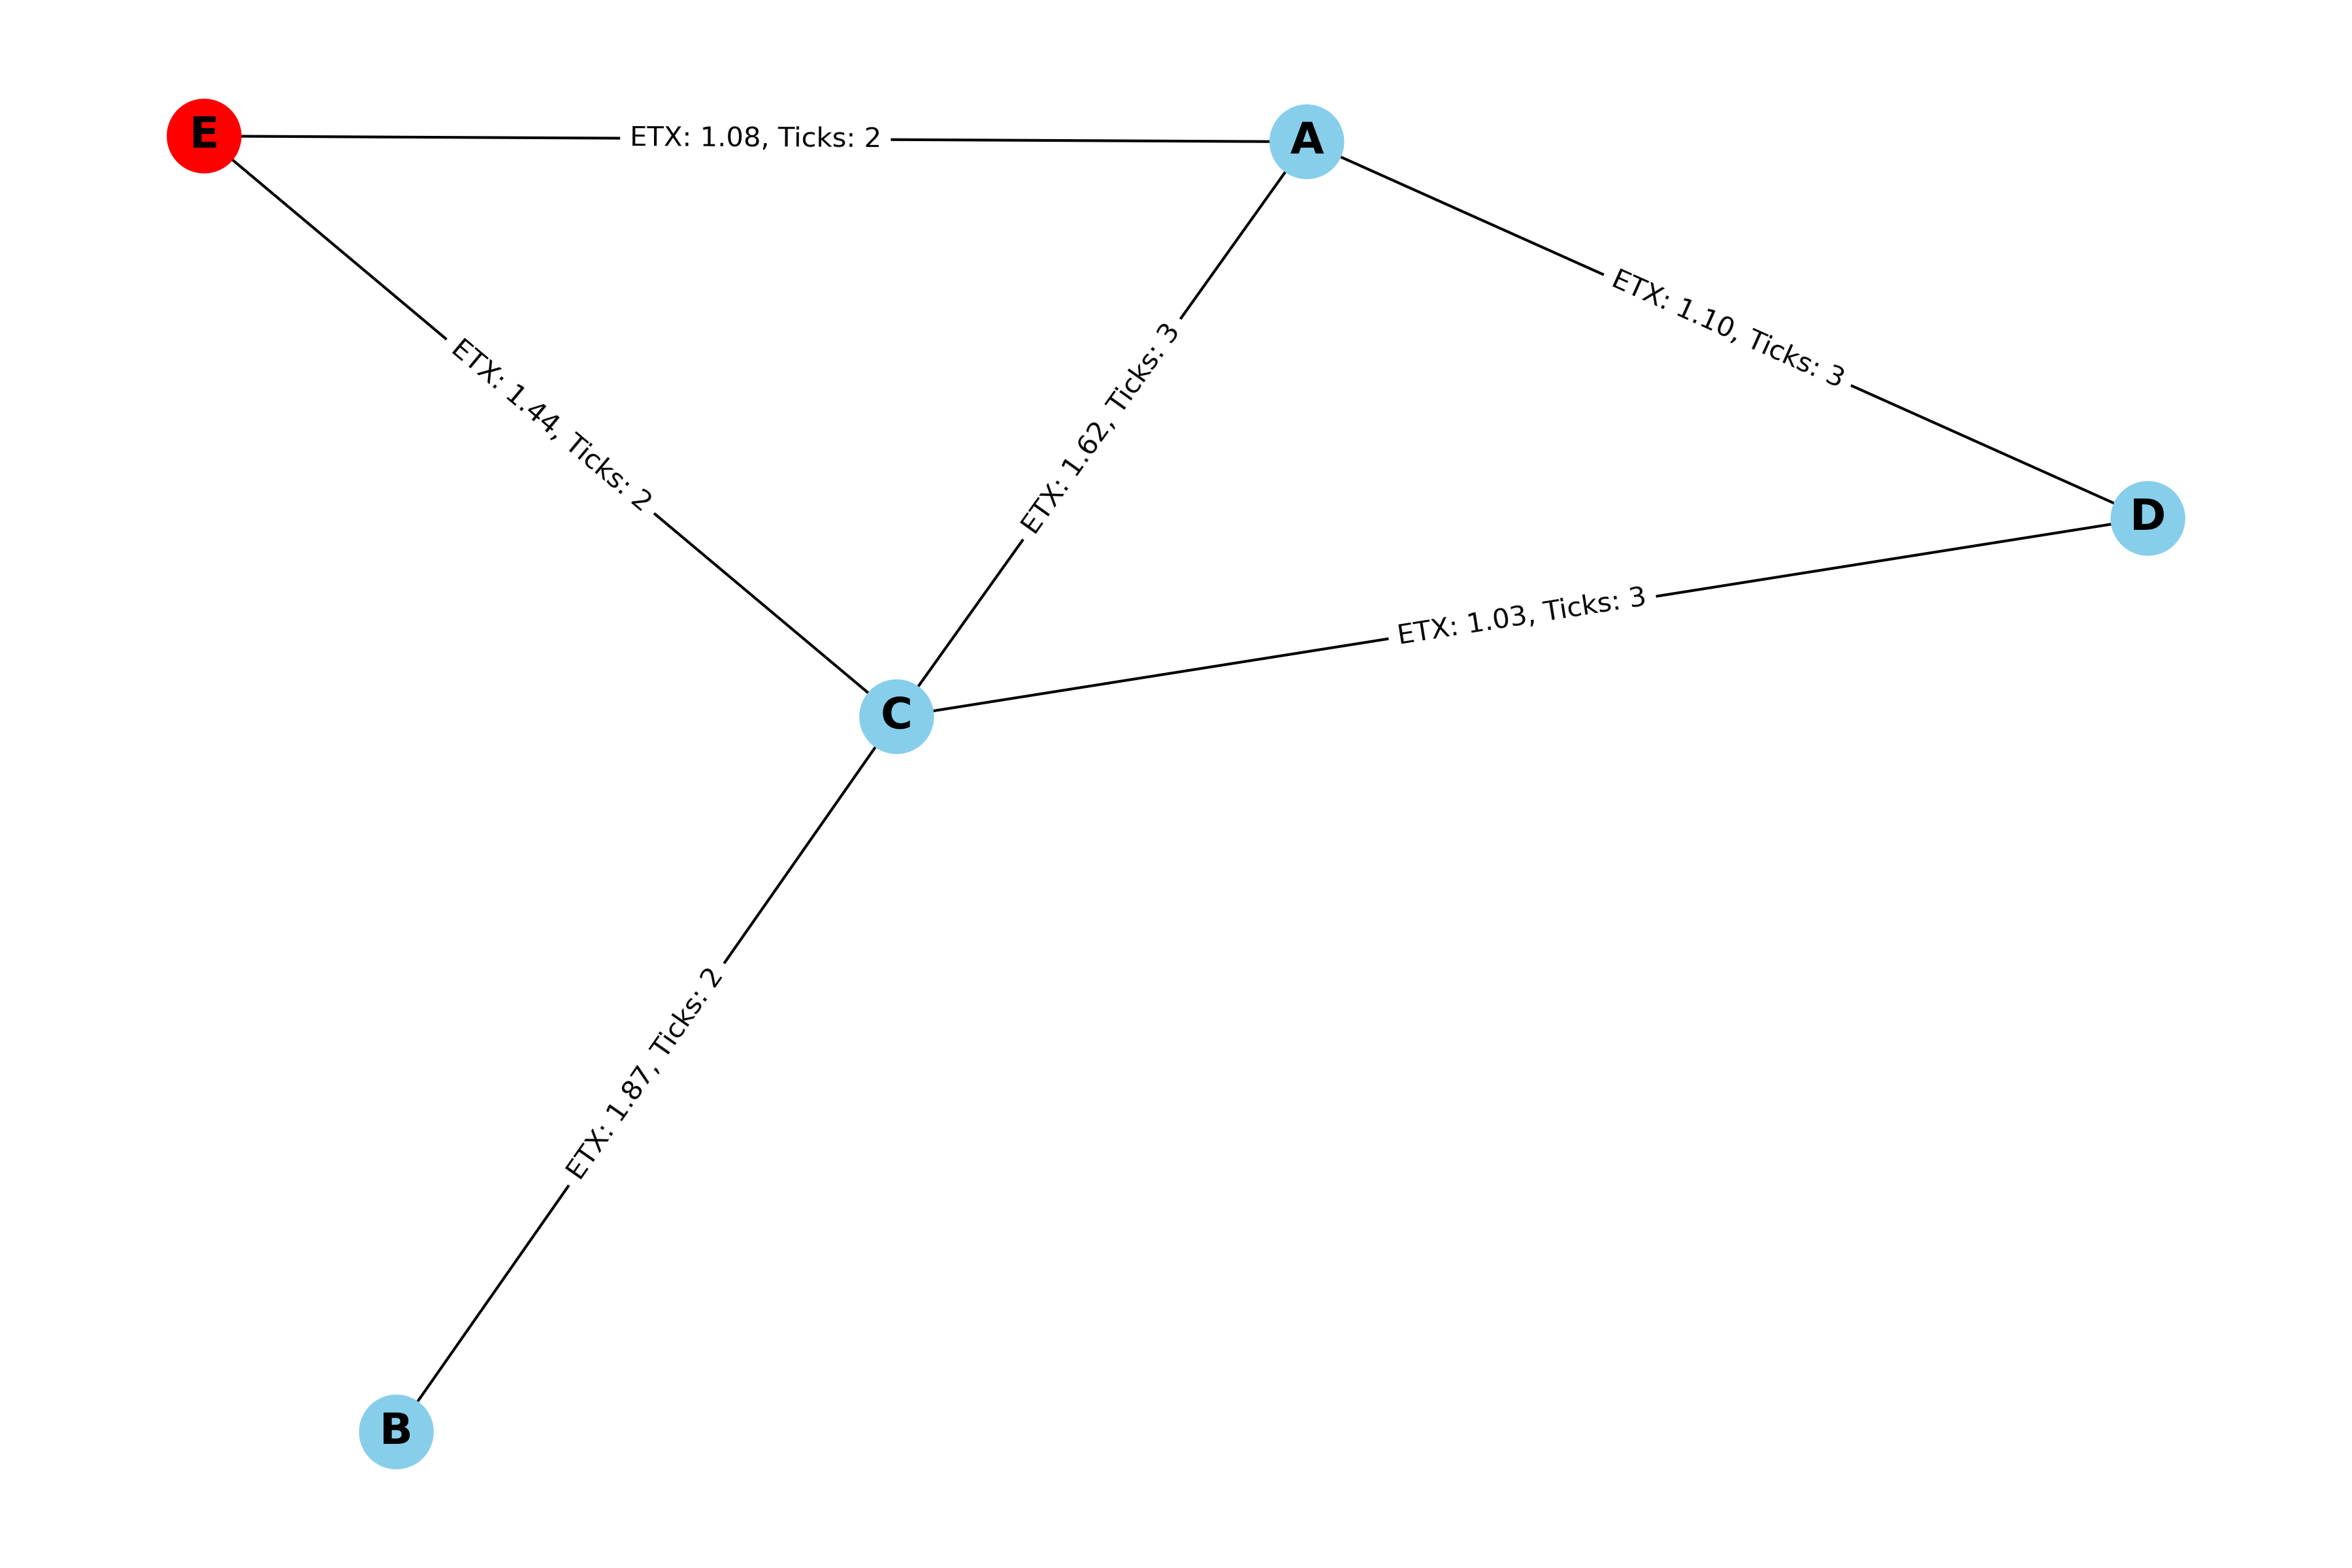 E
ETX: 1.08, Ticks: 2
A
ETX: 1.10, Ticks: 3
ETX: 1.44, Ticks: 2
ETX: 1.62, Ticks: 3
D
ETX: 1.03, Ticks: 3
C
ETX: 1.87, Ticks: 2
B